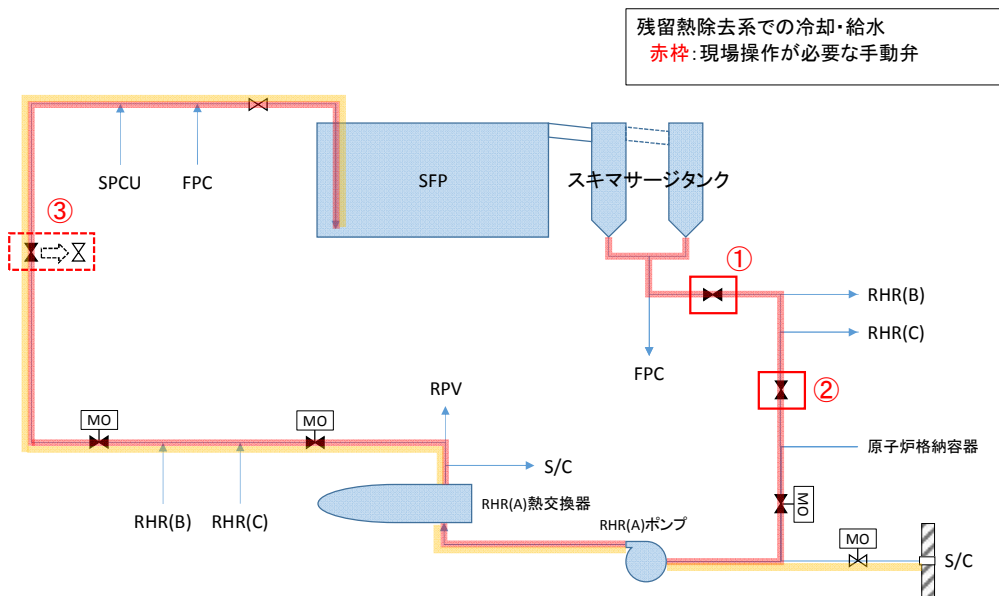 残留熱除去系での冷却・給水
赤枠:現場操作が必要な手動弁
SPCU
FPC
SFP
スキマサージタンク
③
①
RHR(B)
RHR(C)
FPC
②
RPV
MO
MO
原子炉格納容器
S/C
RHR(A)熱交換器
MO
RHR(B)
RHR(C)
RHR(A)ポンプ
MO
S/C